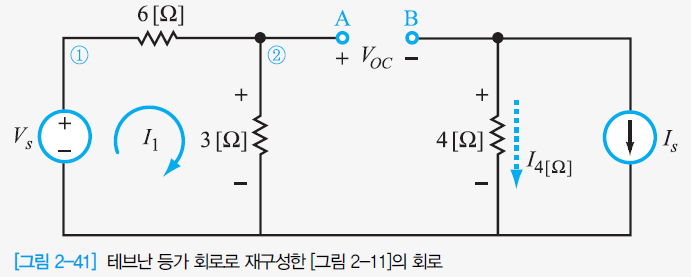 6[Ω]
A
B
①
②
+ V_OC −
V_s
+
−
I_1
+
3[Ω]
−
+
4[Ω]
−
I_4[Ω]
I_s
[그림 2-41] 테브난 등가 회로로 재구성한 [그림 2-11]의 회로